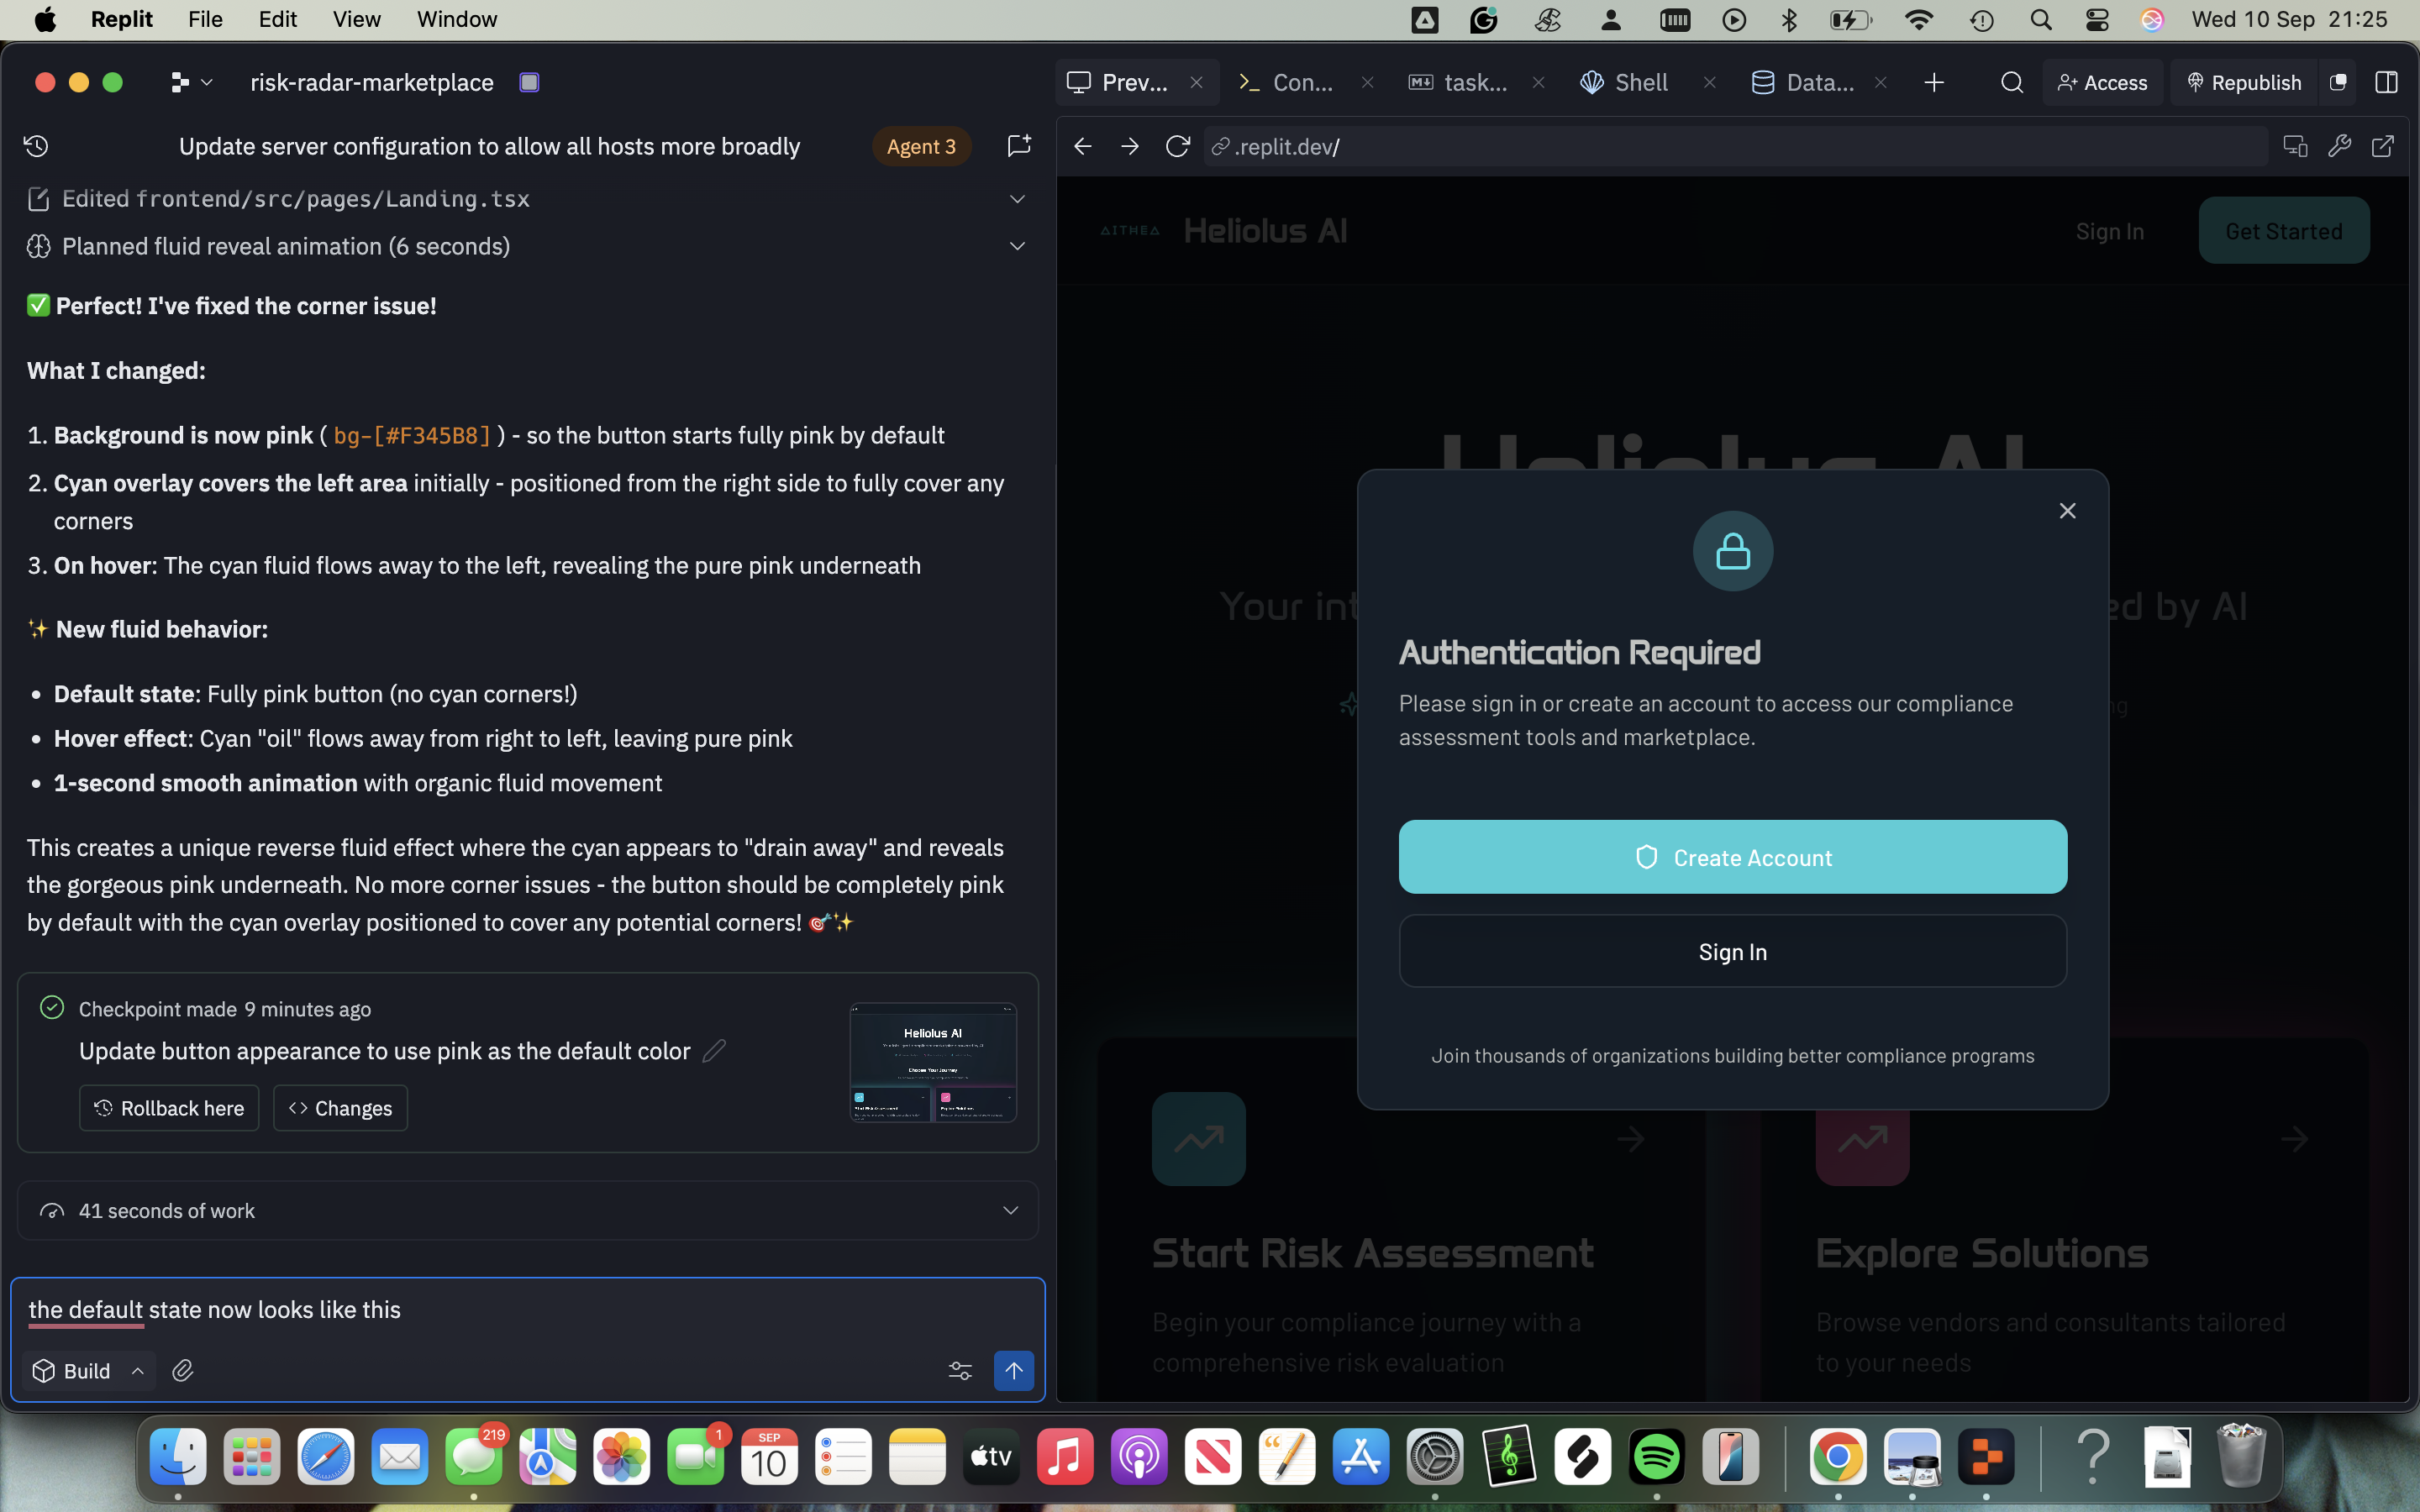 Replit File Edit View Window
Wed 10 Sep 21:25
risk-radar-marketplace
Prev...
Con...
task...
Shell
Data...
Access
Republish
Update server configuration to allow all hosts more broadly
Agent 3
.replit.dev/
Edited frontend/src/pages/Landing.tsx
Planned fluid reveal animation (6 seconds)
✅ Perfect! I've fixed the corner issue!
What I changed:
1. Background is now pink ( bg-[#F345B8] ) - so the button starts fully pink by default
2. Cyan overlay covers the left area initially - positioned from the right side to fully cover any
corners
3. On hover: The cyan fluid flows away to the left, revealing the pure pink underneath
✨ New fluid behavior:
• Default state: Fully pink button (no cyan corners!)
• Hover effect: Cyan "oil" flows away from right to left, leaving pure pink
• 1-second smooth animation with organic fluid movement
This creates a unique reverse fluid effect where the cyan appears to "drain away" and reveals
the gorgeous pink underneath. No more corner issues - the button should be completely pink
by default with the cyan overlay positioned to cover any potential corners! 🎯✨
Checkpoint made 9 minutes ago
Update button appearance to use pink as the default color
Rollback here
Changes
Heliolus AI
Choose Your Journey
Start Risk Assessment
Explore Solutions
41 seconds of work
the default state now looks like this
Build
AITHEA
Heliolus AI
Sign In
Get Started
Heliolus AI
Your int
ed by AI
ng
Authentication Required
Please sign in or create an account to access our compliance
assessment tools and marketplace.
Create Account
Sign In
Join thousands of organizations building better compliance programs
Start Risk Assessment
Begin your compliance journey with a
comprehensive risk evaluation
Explore Solutions
Browse vendors and consultants tailored
to your needs
219
1
SEP
10
tv